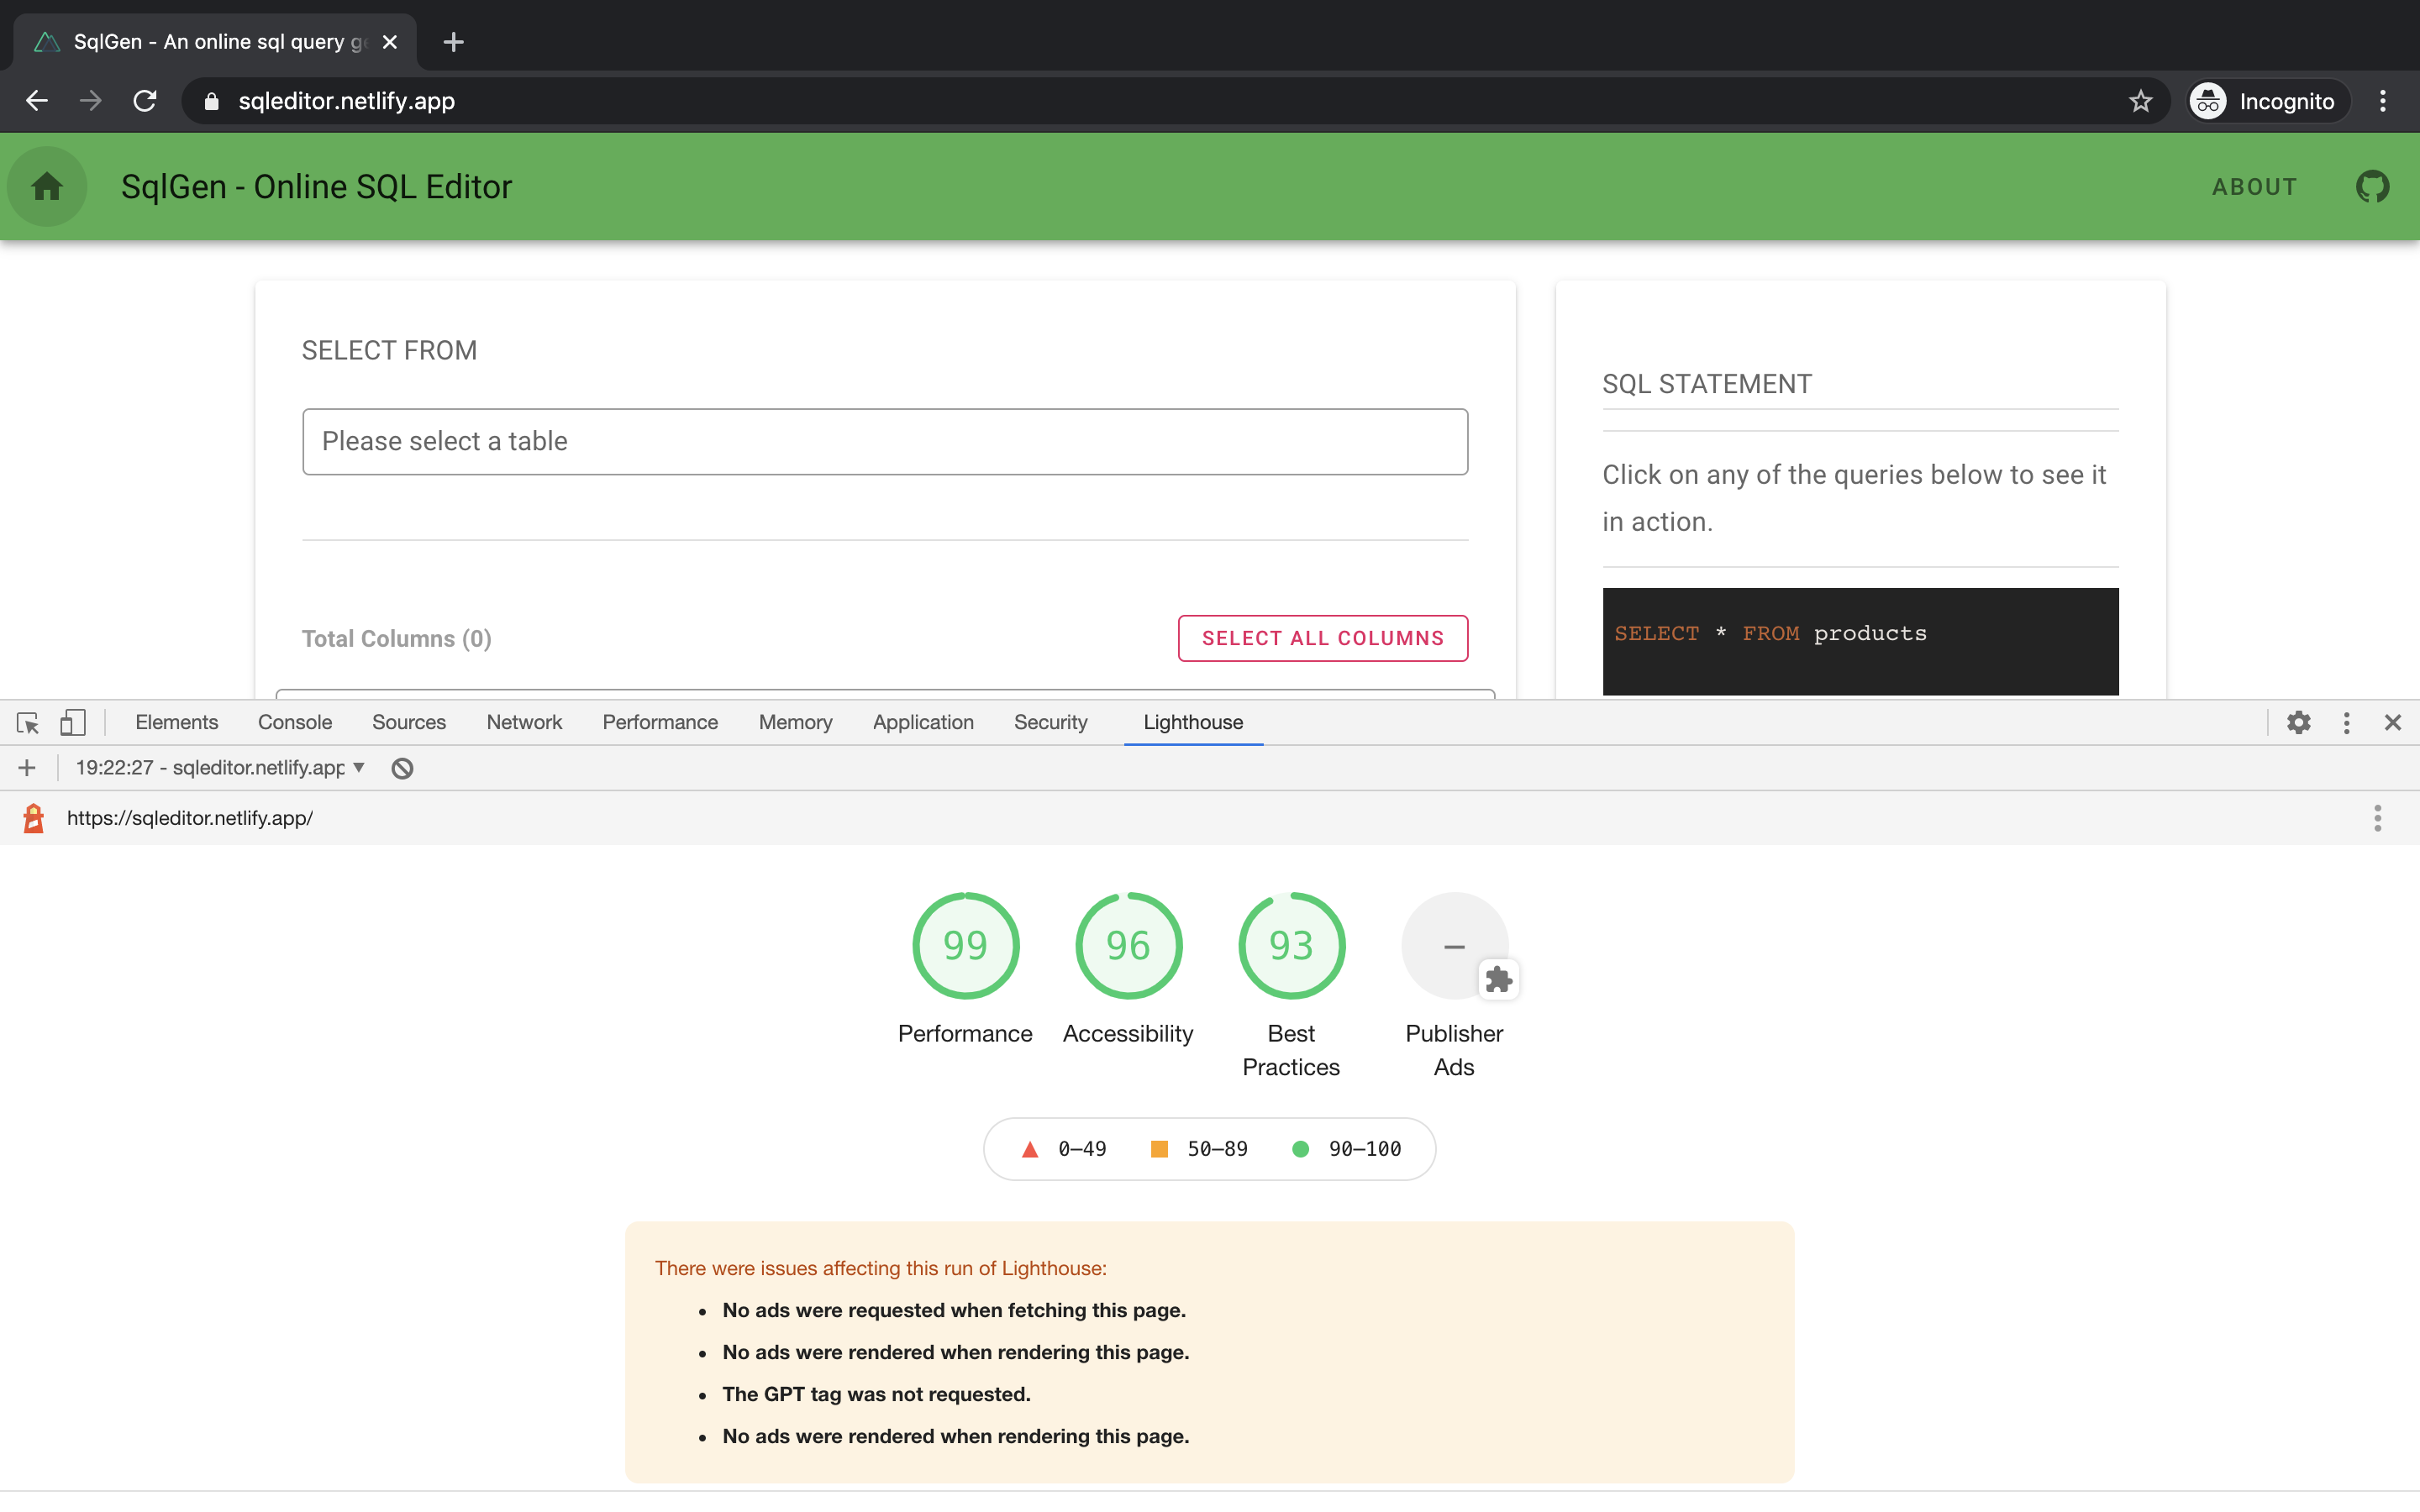 SqlGen - An online sql query ge
sqleditor.netlify.app
Incognito
SqlGen - Online SQL Editor
ABOUT
SELECT FROM
Please select a table
Total Columns (0)
SELECT ALL COLUMNS
SQL STATEMENT
Click on any of the queries below to see it
in action.
SELECT * FROM products
Elements Console Sources Network Performance Memory Application Security Lighthouse
19:22:27 - sqleditor.netlify.app
https://sqleditor.netlify.app/
99 96 93 –
Performance Accessibility Best Publisher
Practices Ads
0–49 50–89 90–100
There were issues affecting this run of Lighthouse:
• No ads were requested when fetching this page.
• No ads were rendered when rendering this page.
• The GPT tag was not requested.
• No ads were rendered when rendering this page.